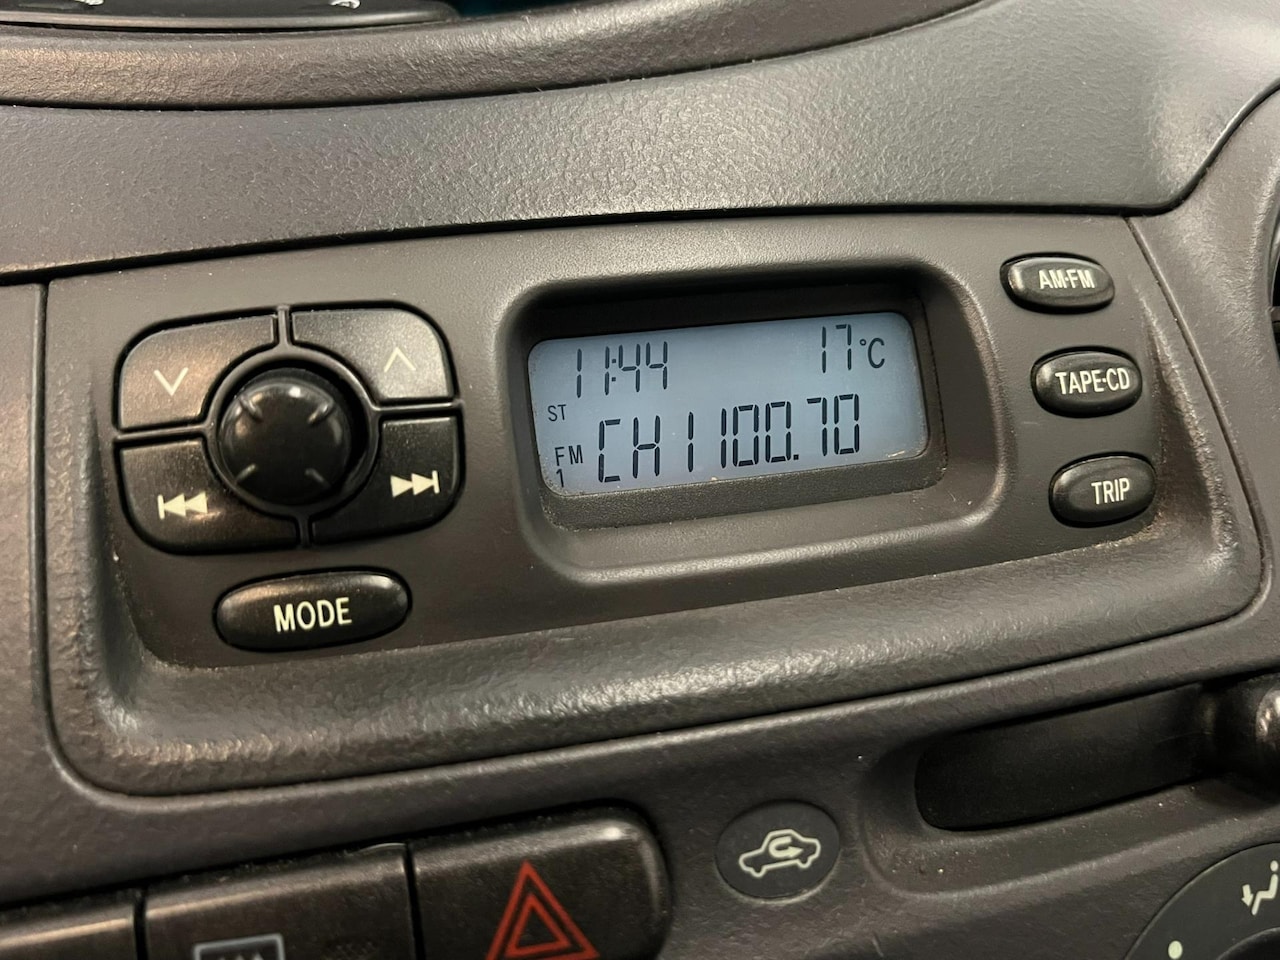 11:44 17°C
ST
FM 1 CH1 100.70
AM·FM
TAPE·CD
TRIP
MODE